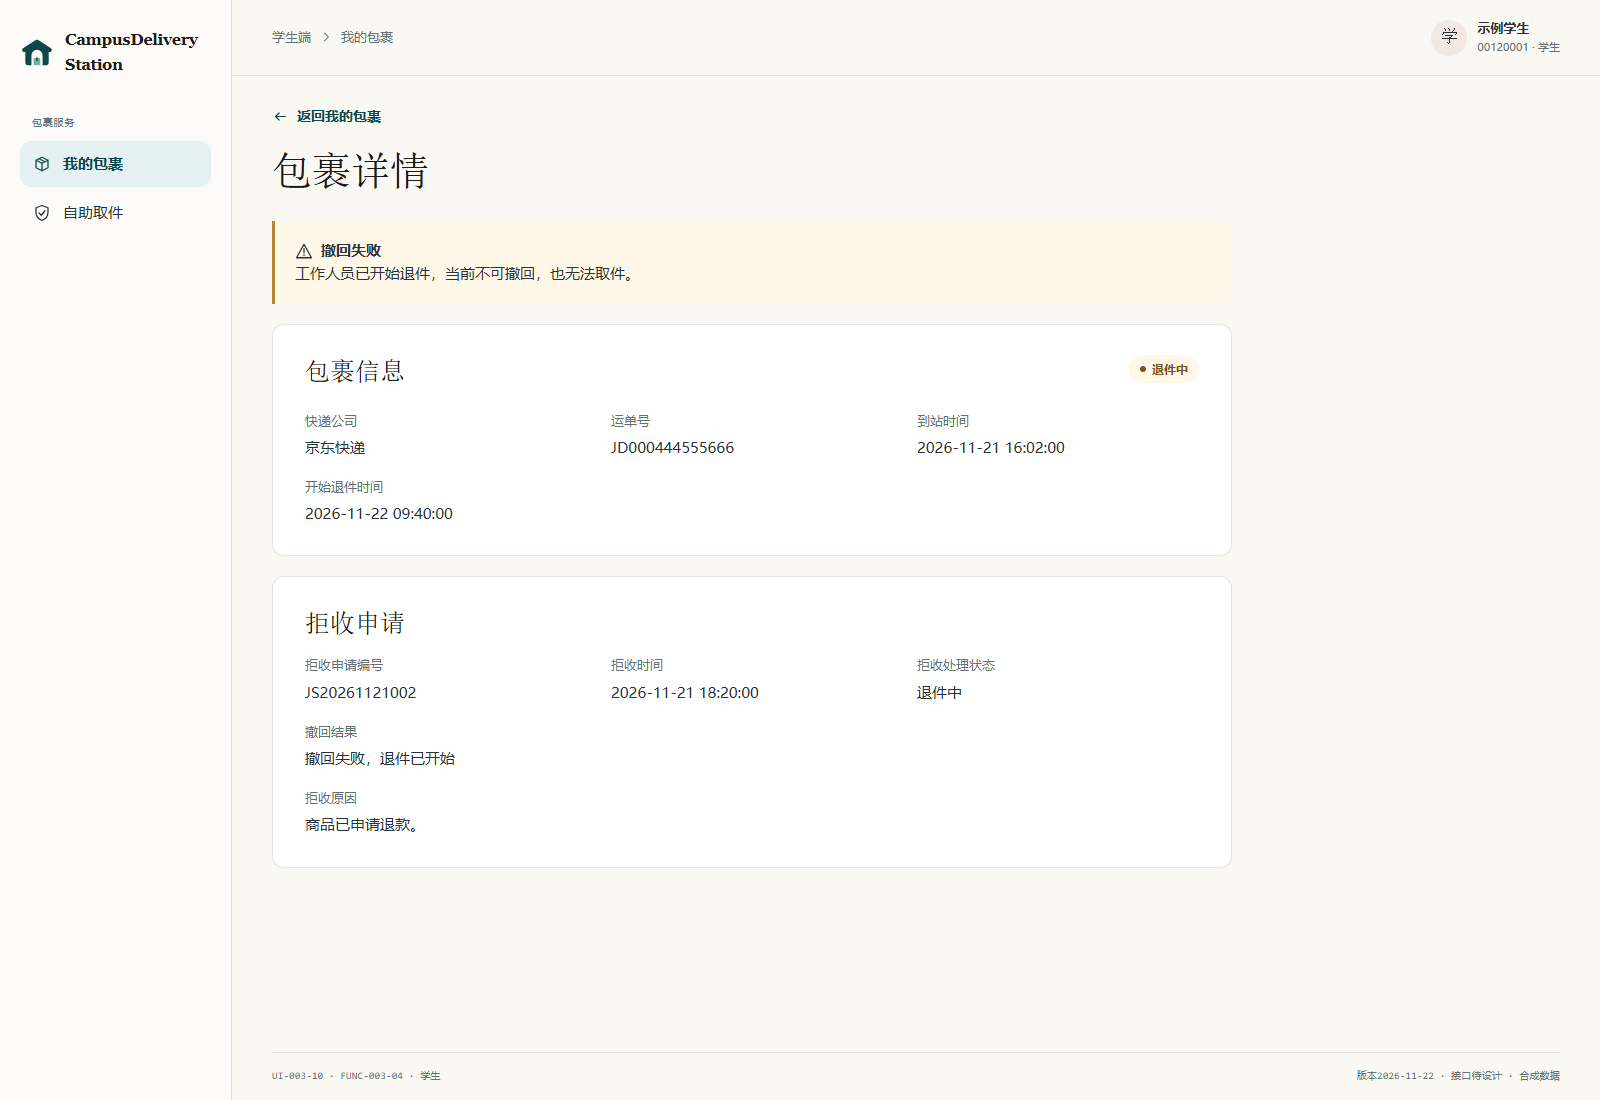 CampusDelivery
Station
包裹服务
我的包裹
自助取件
学生端 > 我的包裹
学
示例学生
00120001 · 学生
← 返回我的包裹
包裹详情
撤回失败
工作人员已开始退件，当前不可撤回，也无法取件。
包裹信息
退件中
快递公司
京东快递
运单号
JD000444555666
到站时间
2026-11-21 16:02:00
开始退件时间
2026-11-22 09:40:00
拒收申请
拒收申请编号
JS20261121002
拒收时间
2026-11-21 18:20:00
拒收处理状态
退件中
撤回结果
撤回失败，退件已开始
拒收原因
商品已申请退款。
UI-003-10 · FUNC-003-04 · 学生
版本2026-11-22 · 接口待设计 · 合成数据